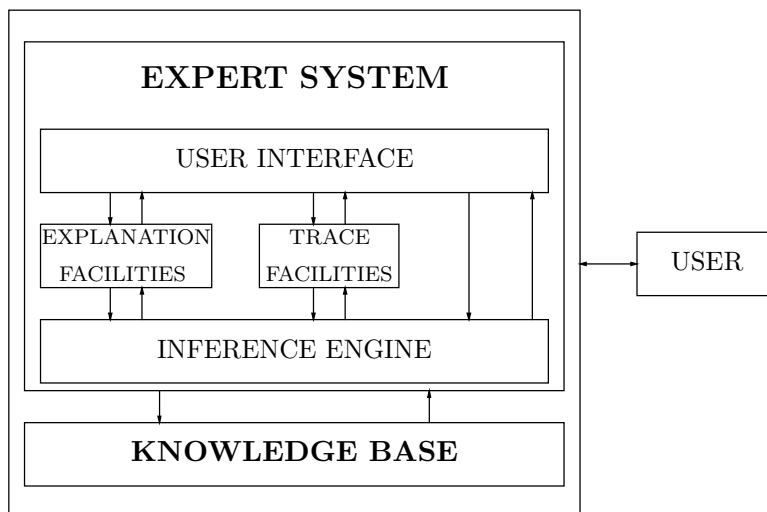 EXPERT SYSTEM
USER INTERFACE
EXPLANATION
FACILITIES
TRACE
FACILITIES
USER
INFERENCE ENGINE
KNOWLEDGE BASE